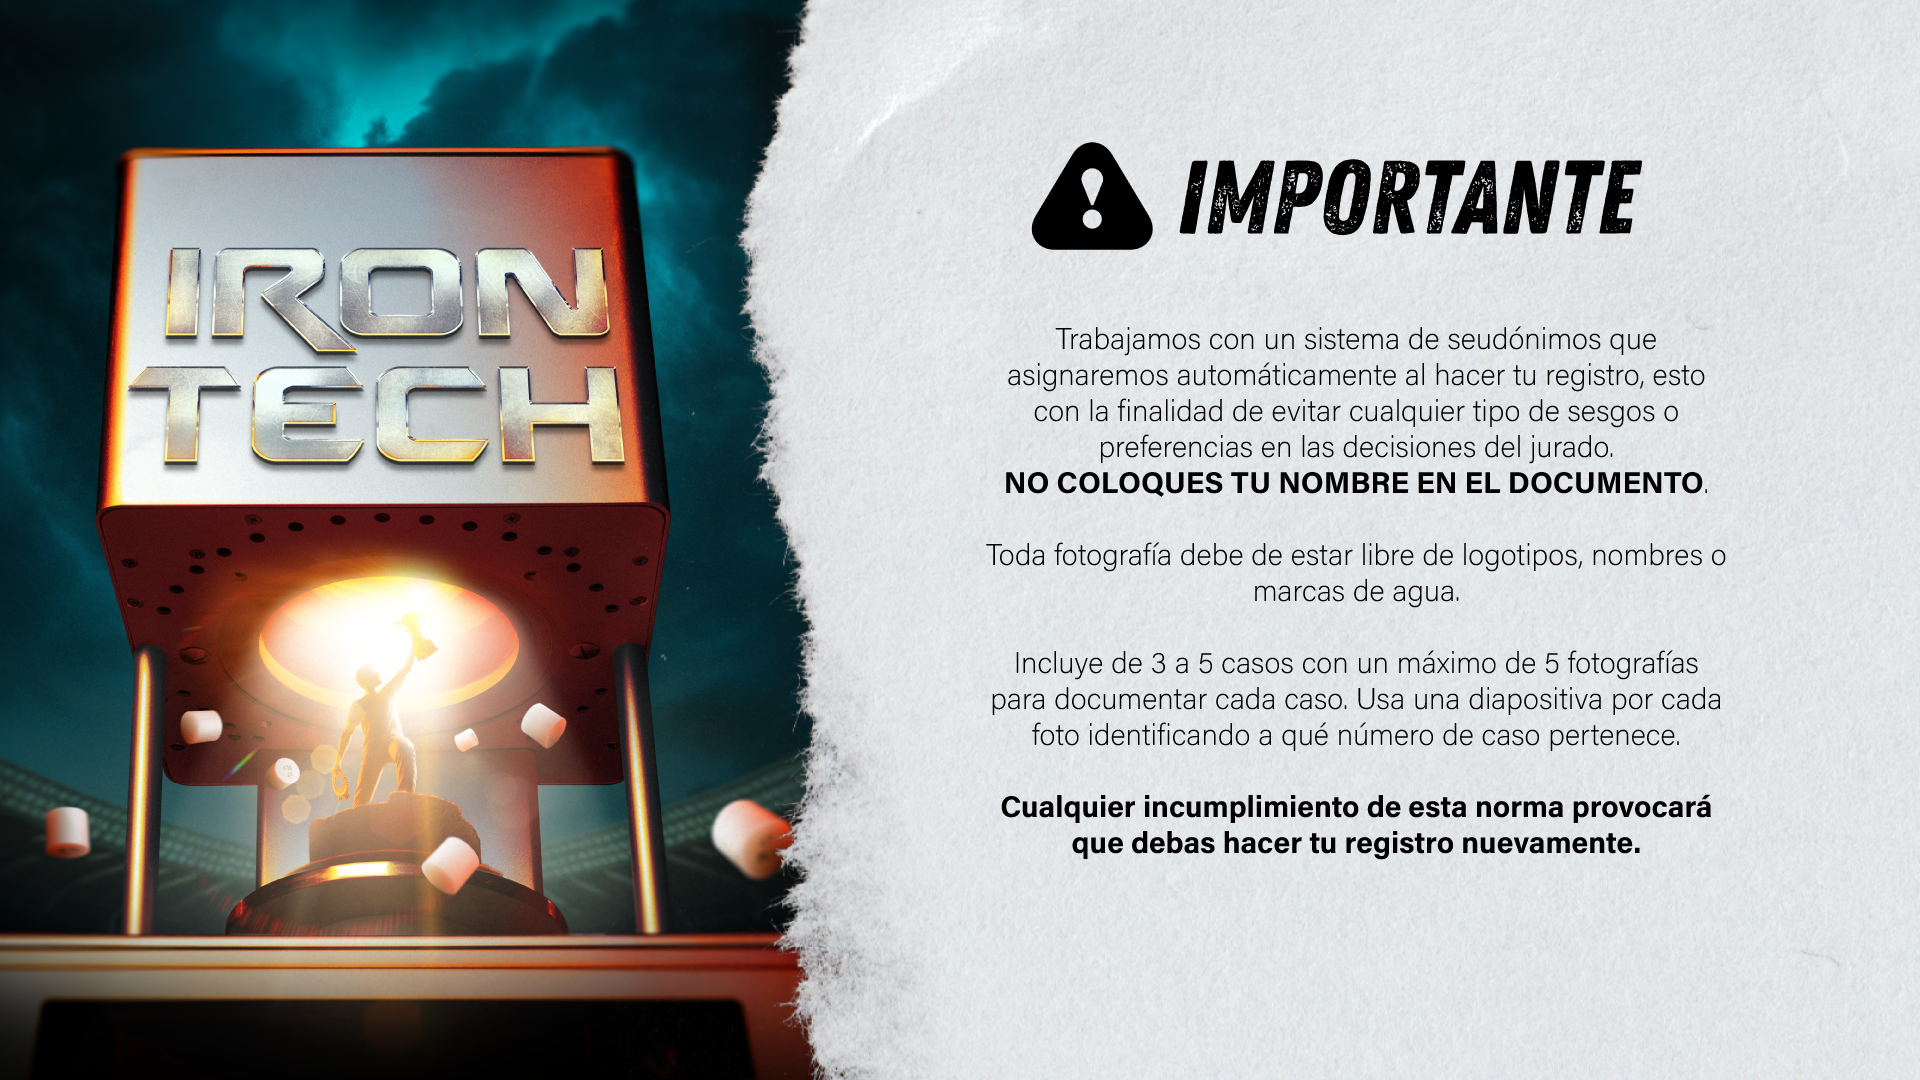 IRON
TECH
IMPORTANTE
Trabajamos con un sistema de seudónimos que
asignaremos automáticamente al hacer tu registro, esto
con la finalidad de evitar cualquier tipo de sesgos o
preferencias en las decisiones del jurado.
NO COLOQUES TU NOMBRE EN EL DOCUMENTO.
Toda fotografía debe de estar libre de logotipos, nombres o
marcas de agua.
Incluye de 3 a 5 casos con un máximo de 5 fotografías
para documentar cada caso. Usa una diapositiva por cada
foto identificando a qué número de caso pertenece.
Cualquier incumplimiento de esta norma provocará
que debas hacer tu registro nuevamente.